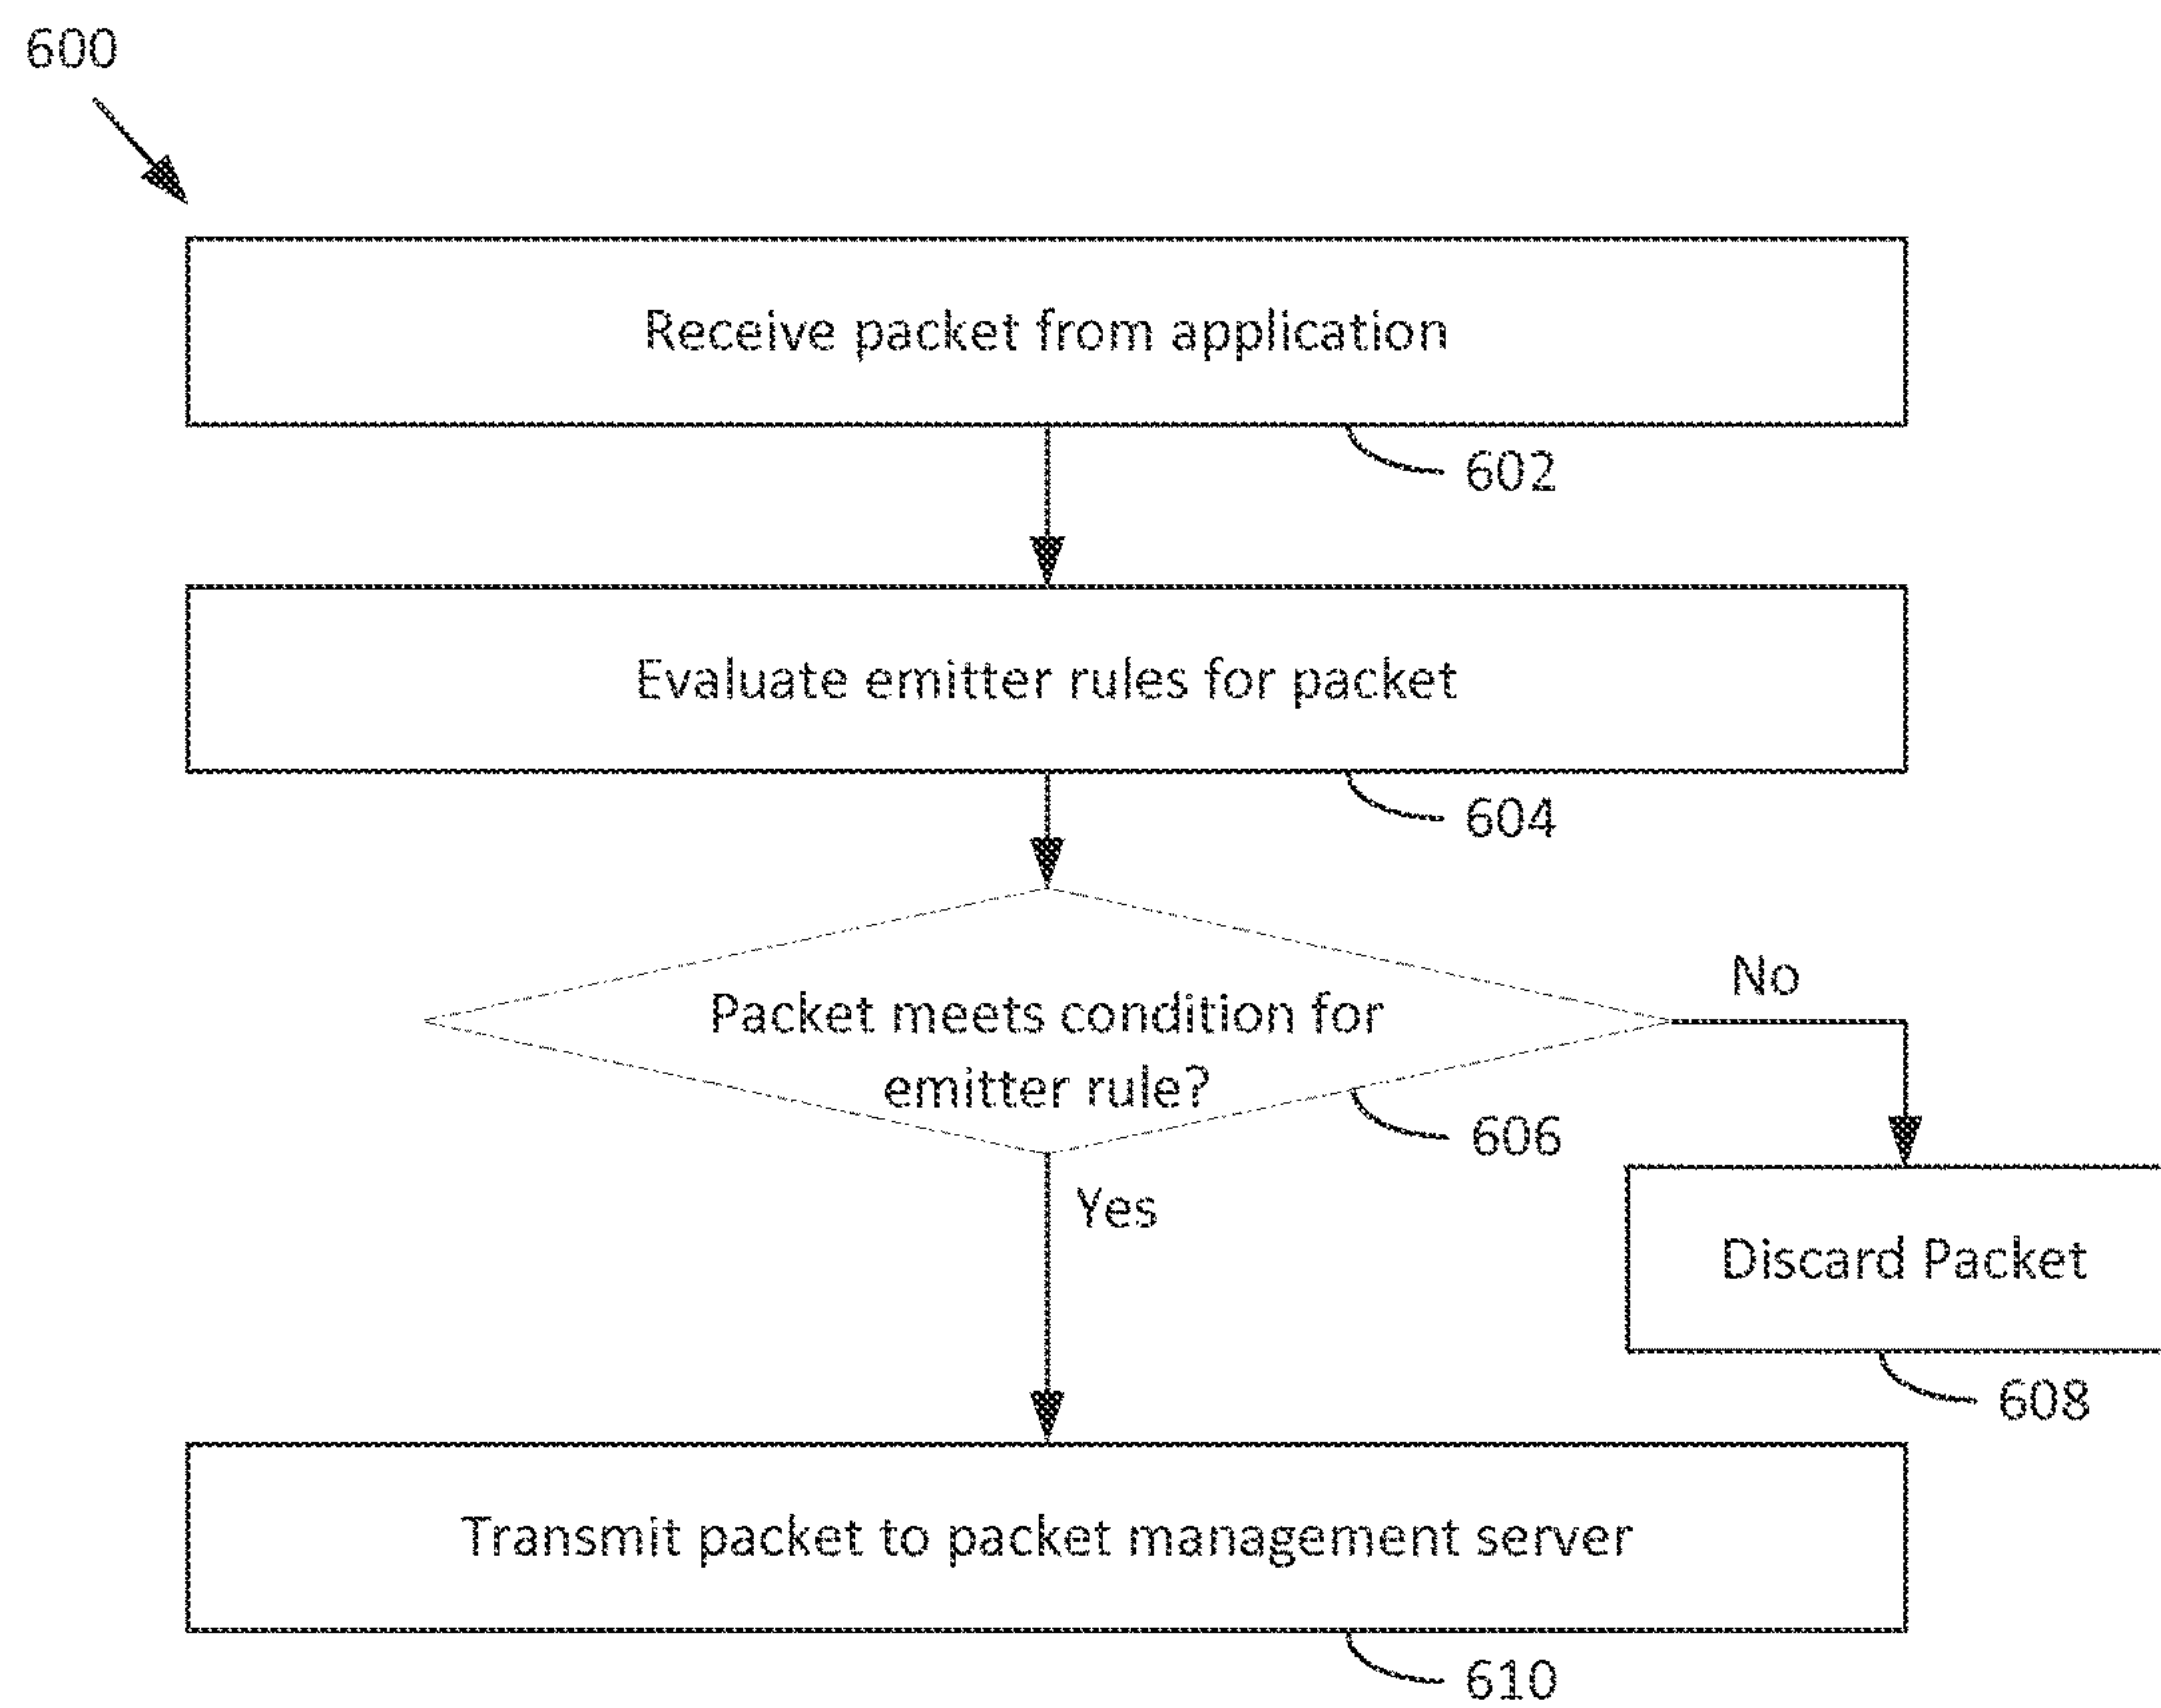 600
Receive packet from application
602
Evaluate emitter rules for packet
604
Packet meets condition for
emitter rule?
No
606
Yes
Discard Packet
608
Transmit packet to packet management server
610